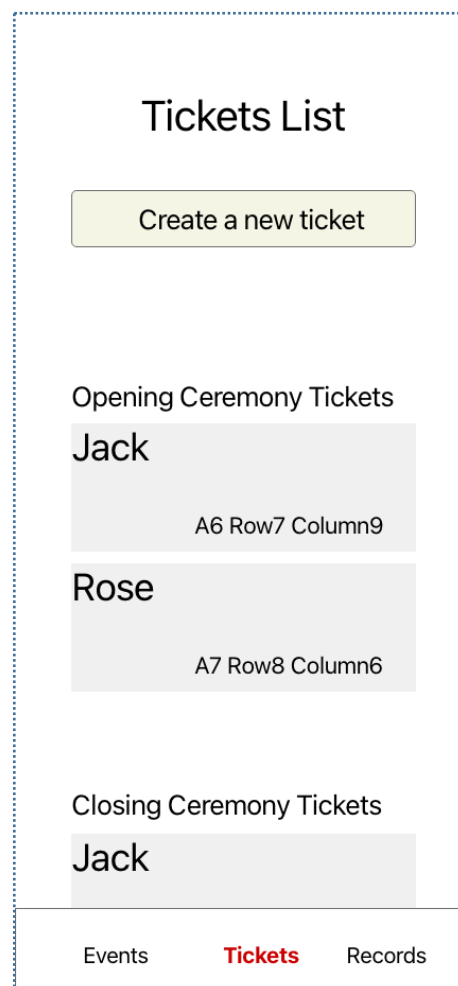 Tickets List
Create a new ticket
Opening Ceremony Tickets
Jack
A6 Row7 Column9
Rose
A7 Row8 Column6
Closing Ceremony Tickets
Jack
Events Tickets Records